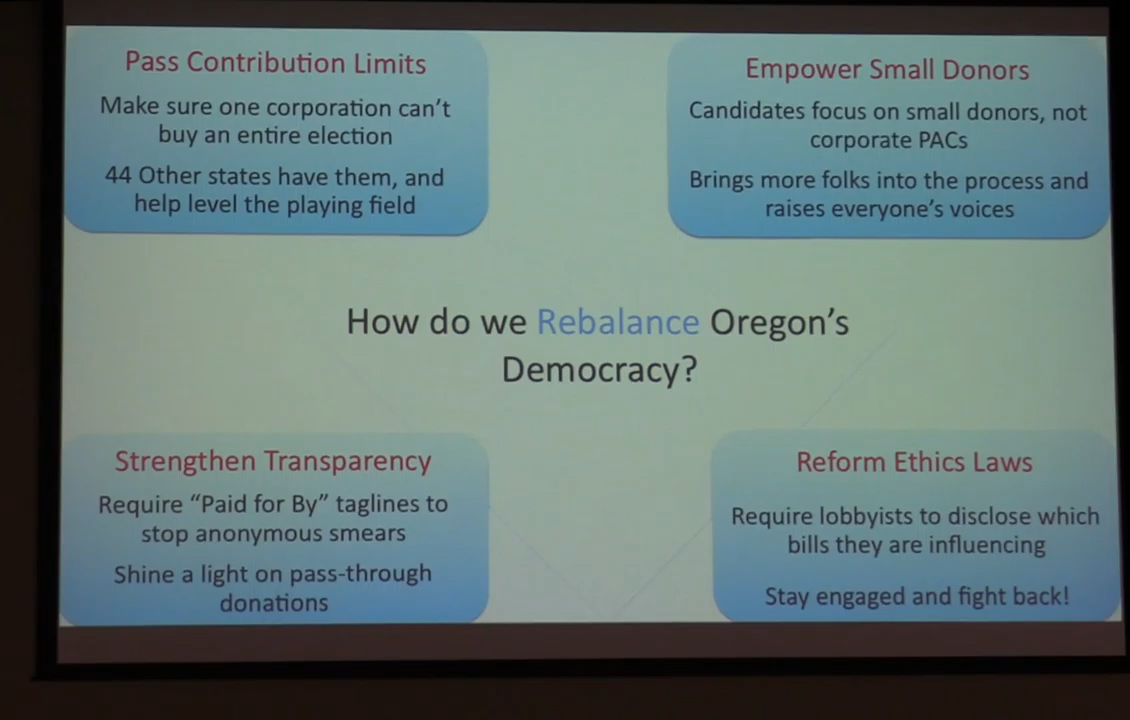 Pass Contribution Limits
Make sure one corporation can't
buy an entire election
44 Other states have them, and
help level the playing field
Empower Small Donors
Candidates focus on small donors, not
corporate PACs
Brings more folks into the process and
raises everyone's voices
How do we Rebalance Oregon's
Democracy?
Strengthen Transparency
Require “Paid for By” taglines to
stop anonymous smears
Shine a light on pass-through
donations
Reform Ethics Laws
Require lobbyists to disclose which
bills they are influencing
Stay engaged and fight back!